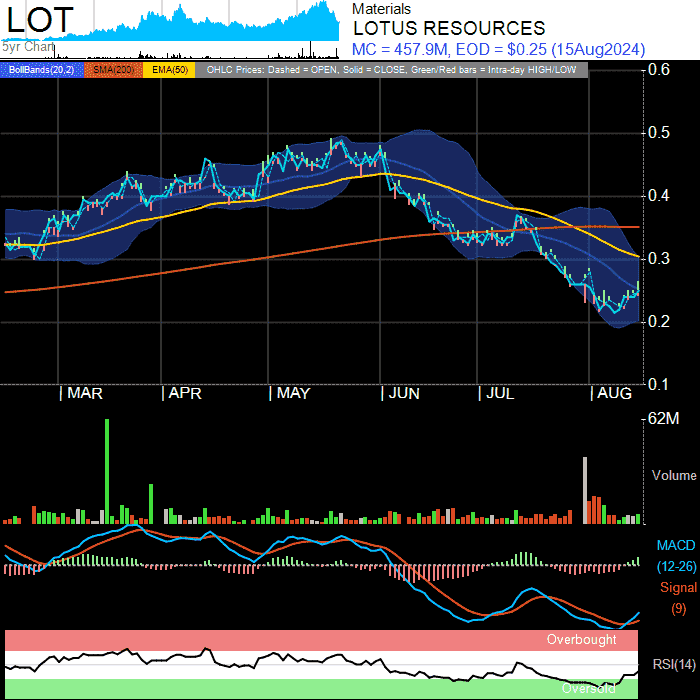 LOT
5yr Chart
Materials
LOTUS RESOURCES
MC = 457.9M, EOD = $0.25 (15Aug2024)
BollBands(20,2) SMA(200) EMA(50) OHLC Prices: Dashed = OPEN, Solid = CLOSE, Green/Red bars = Intra-day HIGH/LOW
0.6
0.5
0.4
0.3
0.2
0.1
MAR APR MAY JUN JUL AUG
62M
Volume
MACD
(12-26)
Signal
(9)
Overbought
RSI(14)
Oversold